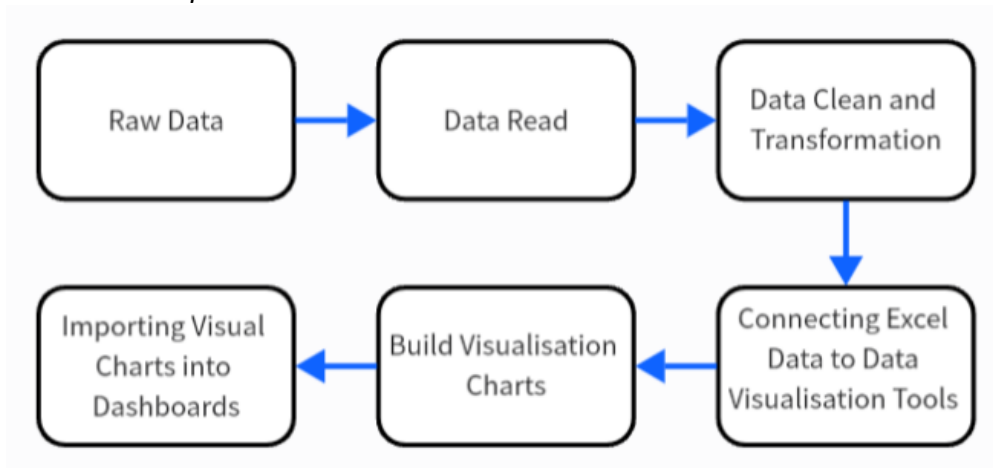 Raw Data
Data Read
Data Clean and
Transformation
Connecting Excel
Data to Data
Visualisation Tools
Build Visualisation
Charts
Importing Visual
Charts into
Dashboards